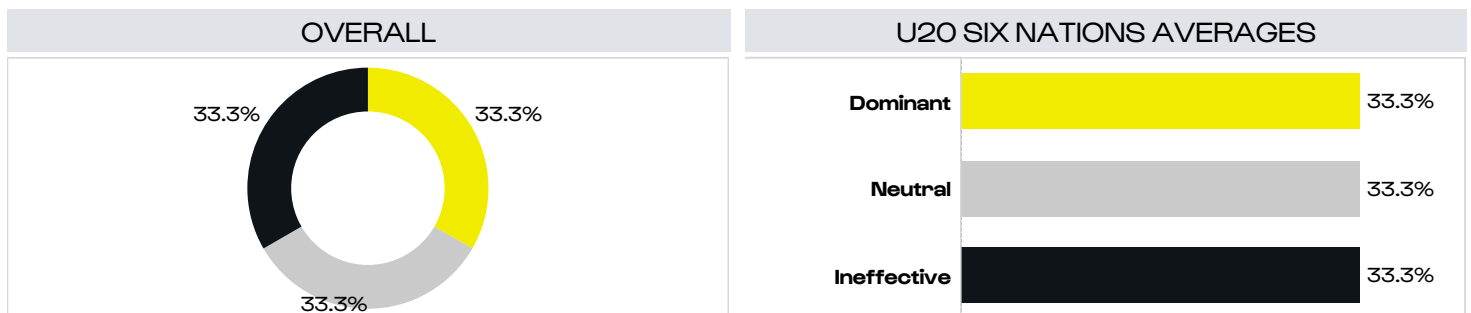 OVERALL
33.3%
33.3%
33.3%
U20 SIX NATIONS AVERAGES
Dominant 33.3%
Neutral 33.3%
Ineffective 33.3%